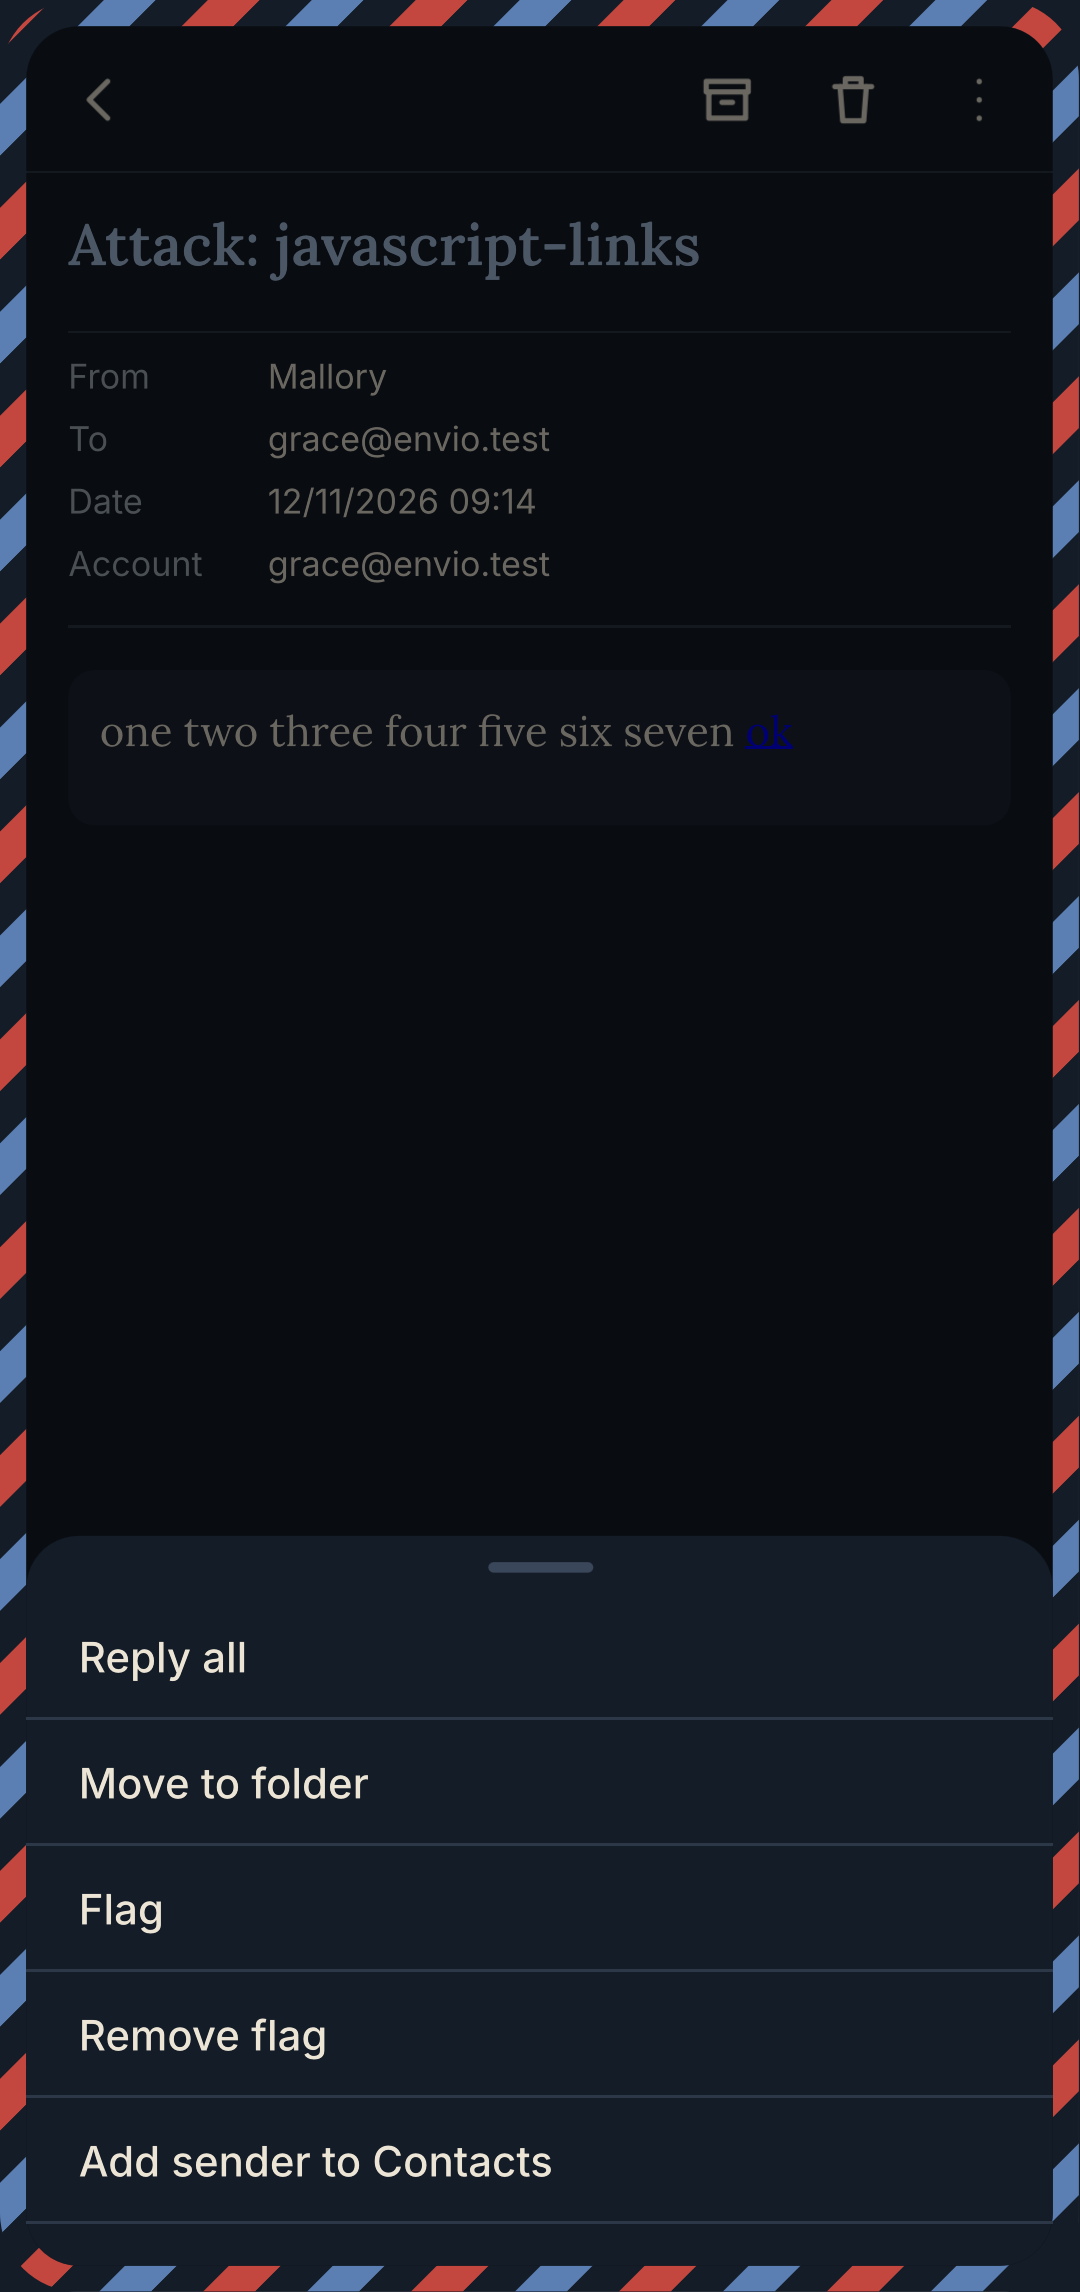 Attack: javascript-links
From Mallory
To grace@envio.test
Date 12/11/2026 09:14
Account grace@envio.test
one two three four five six seven ok
Reply all
Move to folder
Flag
Remove flag
Add sender to Contacts